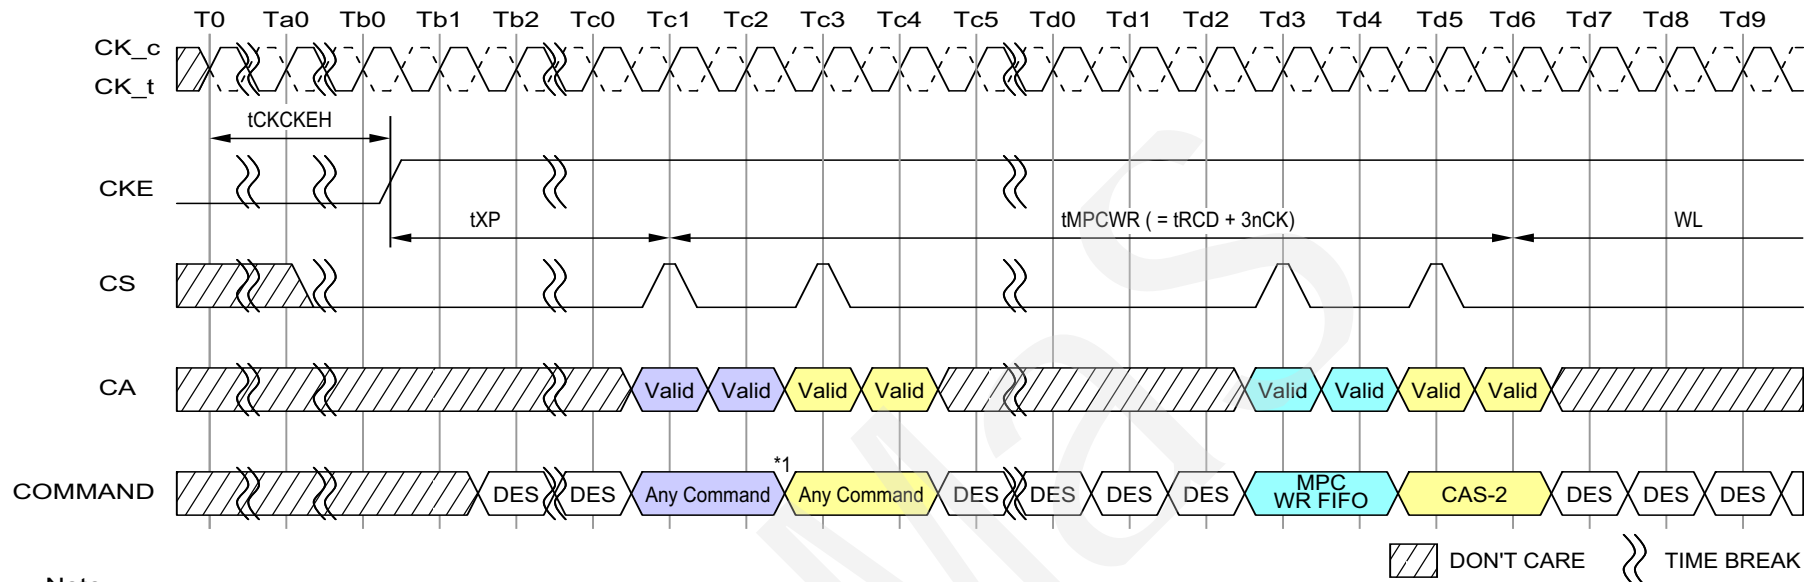 T0 Ta0 Tb0 Tb1 Tb2 Tc0 Tc1 Tc2 Tc3 Tc4 Tc5 Td0 Td1 Td2 Td3 Td4 Td5 Td6 Td7 Td8 Td9
CK_c
CK_t
tCKCKEH
CKE
tXP tMPCWR ( = tRCD + 3nCK) WL
CS
CA Valid Valid Valid Valid Valid Valid Valid Valid
*1
COMMAND DES DES Any Command Any Command DES DES DES DES MPC WR FIFO CAS-2 DES DES DES
DON'T CARE TIME BREAK